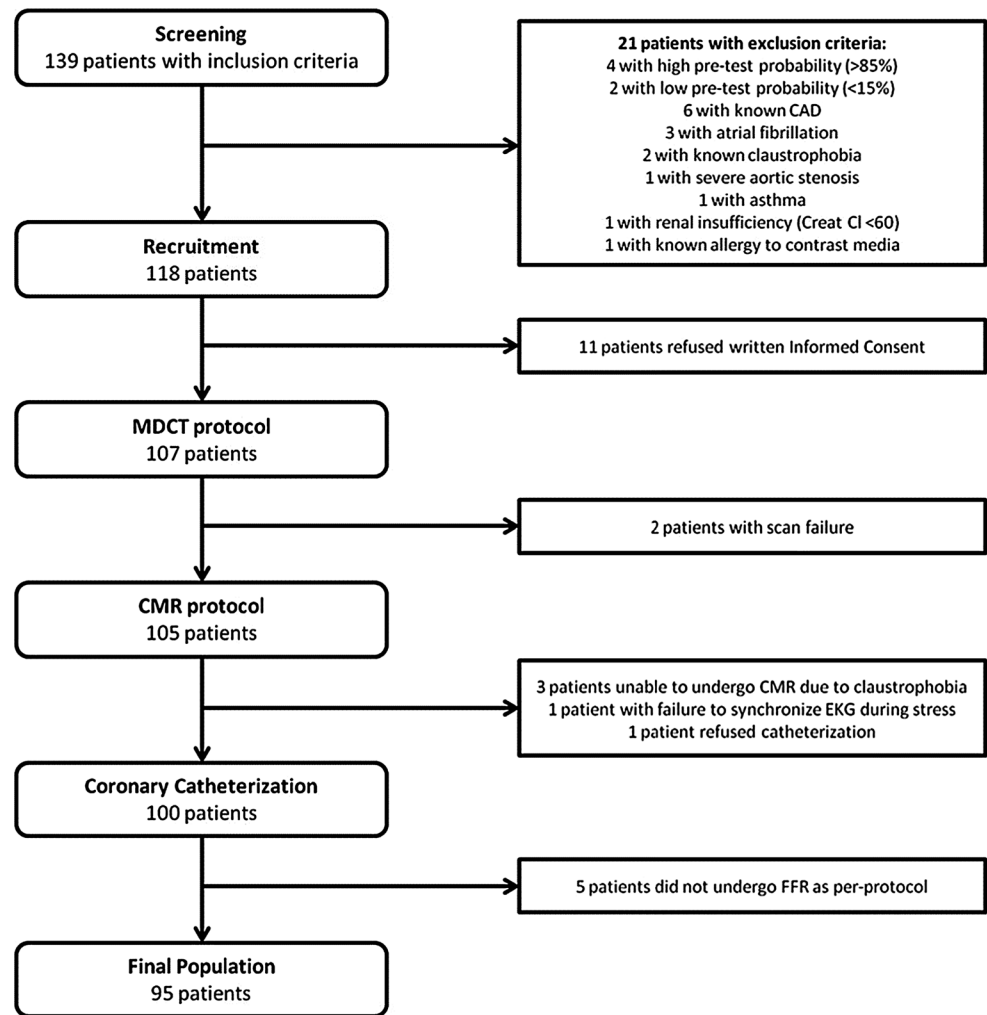 Screening
139 patients with inclusion criteria
21 patients with exclusion criteria:
4 with high pre-test probability (>85%)
2 with low pre-test probability (<15%)
6 with known CAD
3 with atrial fibrillation
2 with known claustrophobia
1 with severe aortic stenosis
1 with asthma
1 with renal insufficiency (Creat Cl <60)
1 with known allergy to contrast media
Recruitment
118 patients
11 patients refused written Informed Consent
MDCT protocol
107 patients
2 patients with scan failure
CMR protocol
105 patients
3 patients unable to undergo CMR due to claustrophobia
1 patient with failure to synchronize EKG during stress
1 patient refused catheterization
Coronary Catheterization
100 patients
5 patients did not undergo FFR as per-protocol
Final Population
95 patients